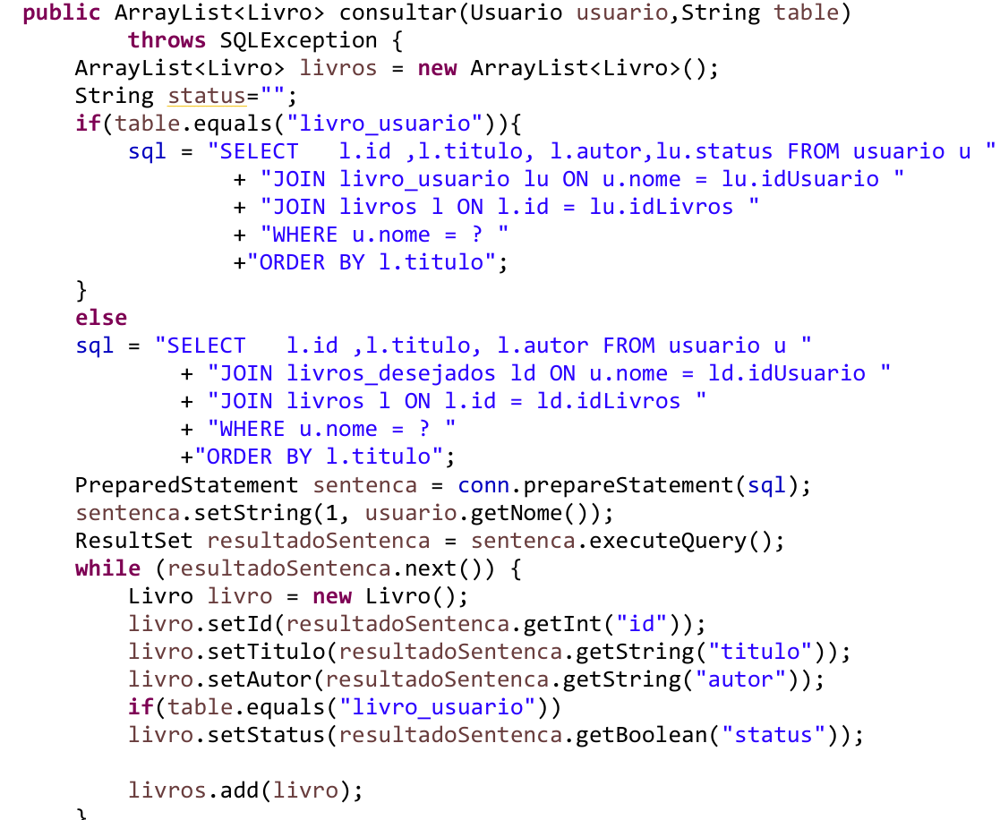 public ArrayList<Livro> consultar(Usuario usuario,String table)
        throws SQLException {
    ArrayList<Livro> livros = new ArrayList<Livro>();
    String status="";
    if(table.equals("livro_usuario")){
        sql = "SELECT   l.id ,l.titulo, l.autor,lu.status FROM usuario u "
                + "JOIN livro_usuario lu ON u.nome = lu.idUsuario "
                + "JOIN livros l ON l.id = lu.idLivros "
                + "WHERE u.nome = ? "
                +"ORDER BY l.titulo";
    }
    else
    sql = "SELECT   l.id ,l.titulo, l.autor FROM usuario u "
            + "JOIN livros_desejados ld ON u.nome = ld.idUsuario "
            + "JOIN livros l ON l.id = ld.idLivros "
            + "WHERE u.nome = ? "
            +"ORDER BY l.titulo";
    PreparedStatement sentenca = conn.prepareStatement(sql);
    sentenca.setString(1, usuario.getNome());
    ResultSet resultadoSentenca = sentenca.executeQuery();
    while (resultadoSentenca.next()) {
        Livro livro = new Livro();
        livro.setId(resultadoSentenca.getInt("id"));
        livro.setTitulo(resultadoSentenca.getString("titulo"));
        livro.setAutor(resultadoSentenca.getString("autor"));
        if(table.equals("livro_usuario"))
        livro.setStatus(resultadoSentenca.getBoolean("status"));

        livros.add(livro);
    }